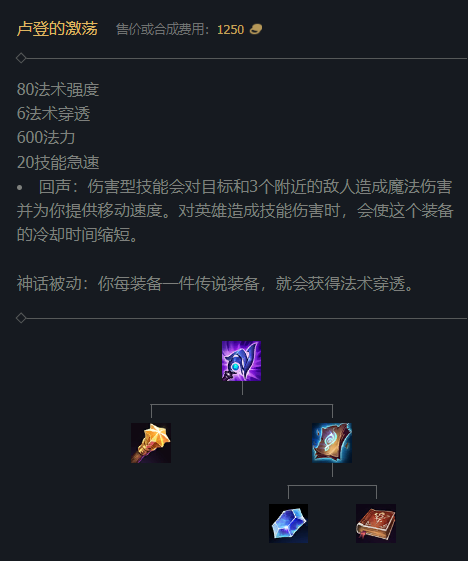 卢登的激荡 售价或合成费用：1250
80法术强度
6法术穿透
600法力
20技能急速
• 回声：伤害型技能会对目标和3个附近的敌人造成魔法伤害
并为你提供移动速度。对英雄造成技能伤害时，会使这个装备
的冷却时间缩短。
神话被动：你每装备一件传说装备，就会获得法术穿透。